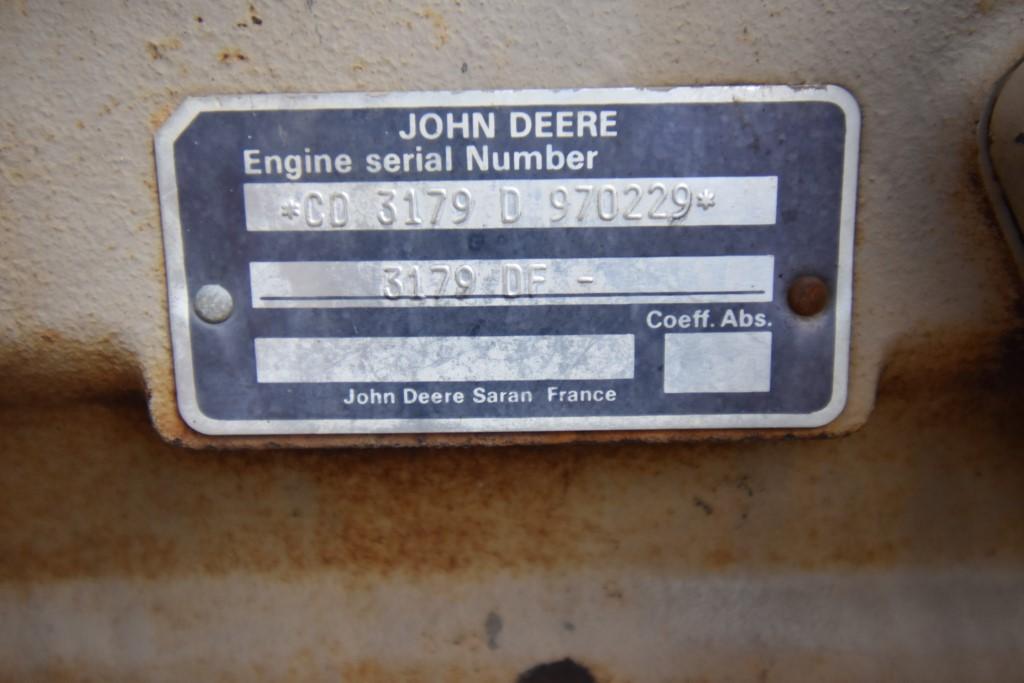 JOHN DEERE
Engine serial Number
*CD 3179 D 970229*
3179 DF -
Coeff. Abs.
John Deere Saran France